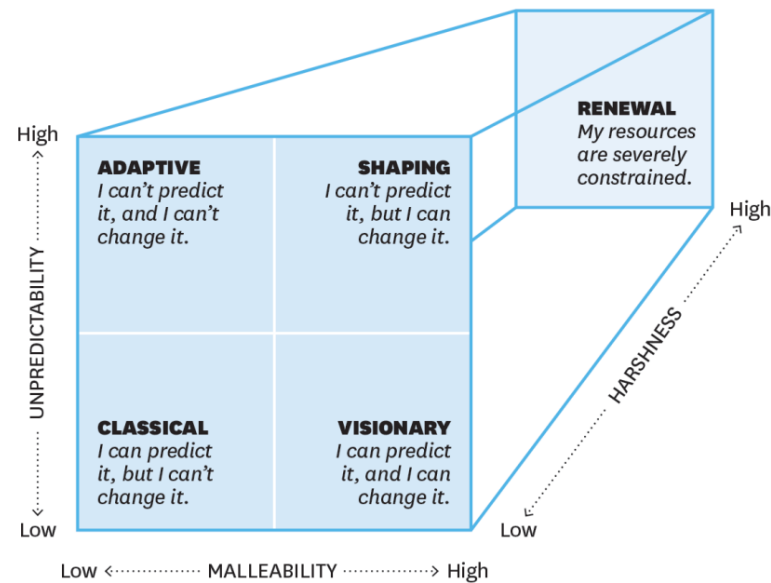 RENEWAL
My resources
are severely
constrained.
High
ADAPTIVE
I can't predict
it, and I can't
change it.
SHAPING
I can't predict
it, but I can
change it.
High
UNPREDICTABILITY
HARSHNESS
CLASSICAL
I can predict
it, but I can't
change it.
VISIONARY
I can predict
it, and I can
change it.
Low
Low
Low
MALLEABILITY
High